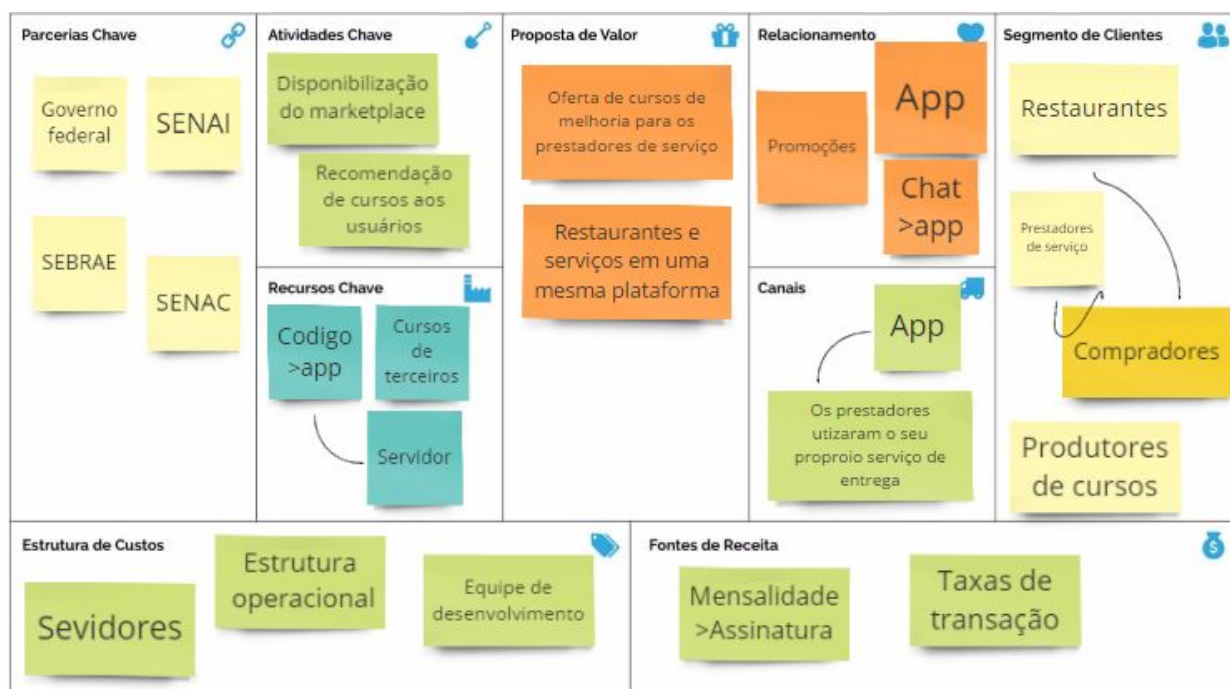 Parcerias Chave
Governo
federal
SENAI
SEBRAE
SENAC
Atividades Chave
Disponibilização
do marketplace
Recomendação
de cursos aos
usuários
Recursos Chave
Codigo
>app
Cursos
de
terceiros
Servidor
Proposta de Valor
Oferta de cursos de
melhoria para os
prestadores de serviço
Restaurantes e
serviços em uma
mesma plataforma
Relacionamento
App
Promoções
Chat
>app
Canais
App
Os prestadores
utizaram o seu
proproio serviço de
entrega
Segmento de Clientes
Restaurantes
Prestadores
de serviço
Compradores
Produtores
de cursos
Estrutura de Custos
Sevidores
Estrutura
operacional
Equipe de
desenvolvimento
Fontes de Receita
Mensalidade
>Assinatura
Taxas de
transação